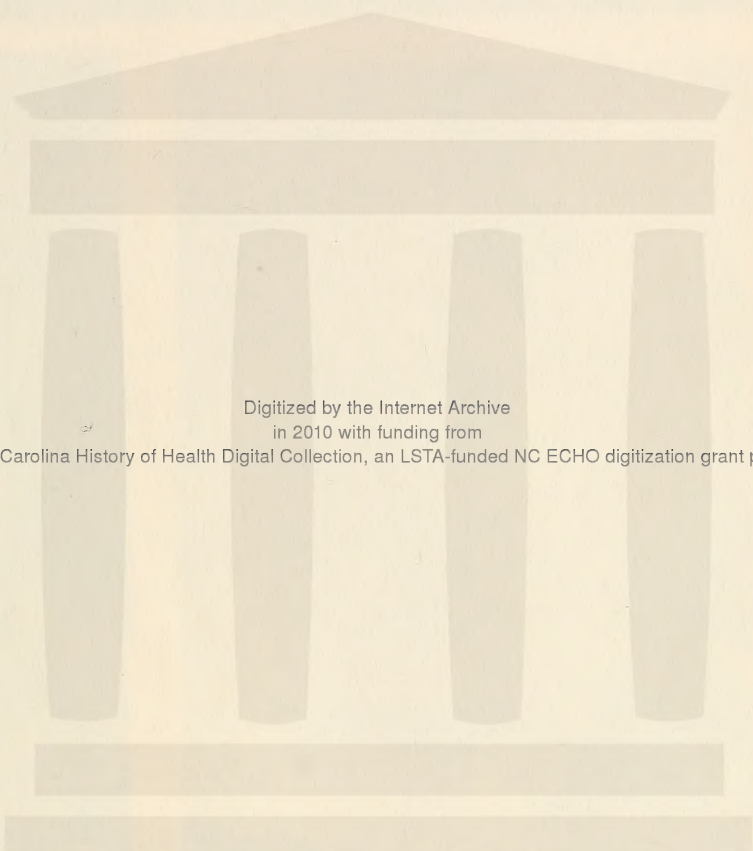 Digitized by the Internet Archive
in 2010 with funding from
Carolina History of Health Digital Collection, an LSTA-funded NC ECHO digitization grant p